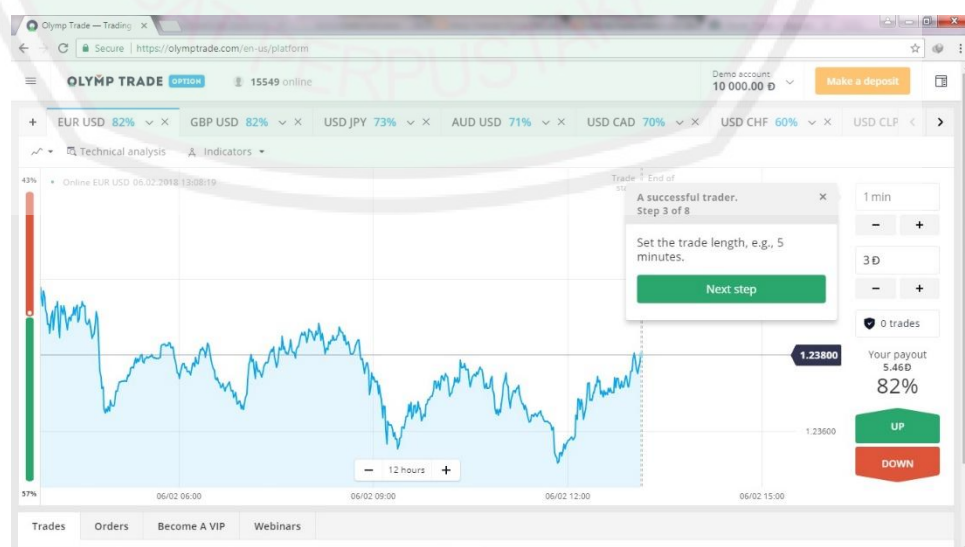 Olymp Trade — Trading
Secure | https://olymptrade.com/en-us/platform
OLYMP TRADE OPTION 15549 online
Demo account
10 000.00 Đ
Make a deposit
+ EUR USD 82% GBP USD 82% USD JPY 73% AUD USD 71% USD CAD 70% USD CHF 60% USD CLP
Technical analysis Indicators
43%
Online EUR USD 06.02.2018 13:08:19
Trade End of
A successful trader.
Step 3 of 8
Set the trade length, e.g., 5
minutes.
Next step
1 min
− +
3 Đ
− +
0 trades
Your payout
5.46Đ
82%
UP
DOWN
1.23800
1.23600
− 12 hours +
57%
06/02 06:00 06/02 09:00 06/02 12:00 06/02 15:00
Trades Orders Become A VIP Webinars